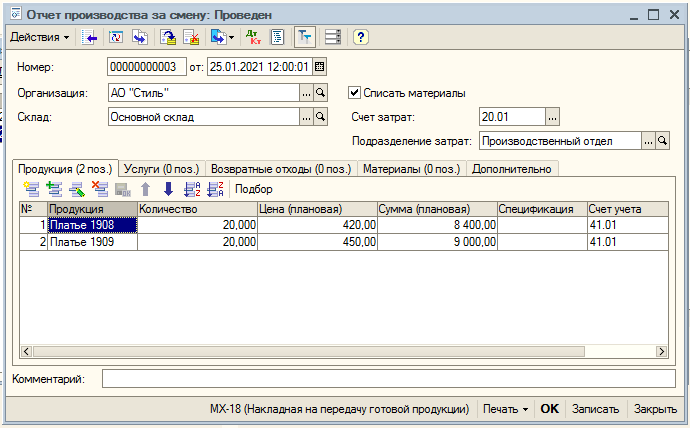 Отчет производства за смену: Проведен
Действия
Дт Кт
Номер: 00000000003 от: 25.01.2021 12:00:01
Организация: АО "Стиль" ... Списать материалы
Склад: Основной склад ... Счет затрат: 20.01 ...
Подразделение затрат: Производственный отдел ...
Продукция (2 поз.) Услуги (0 поз.) Возвратные отходы (0 поз.) Материалы (0 поз.) Дополнительно
Подбор
№ Продукция Количество Цена (плановая) Сумма (плановая) Спецификация Счет учета
1 Платье 1908 20,000 420,00 8 400,00 41.01
2 Платье 1909 20,000 450,00 9 000,00 41.01
Комментарий:
МХ-18 (Накладная на передачу готовой продукции) Печать OK Записать Закрыть